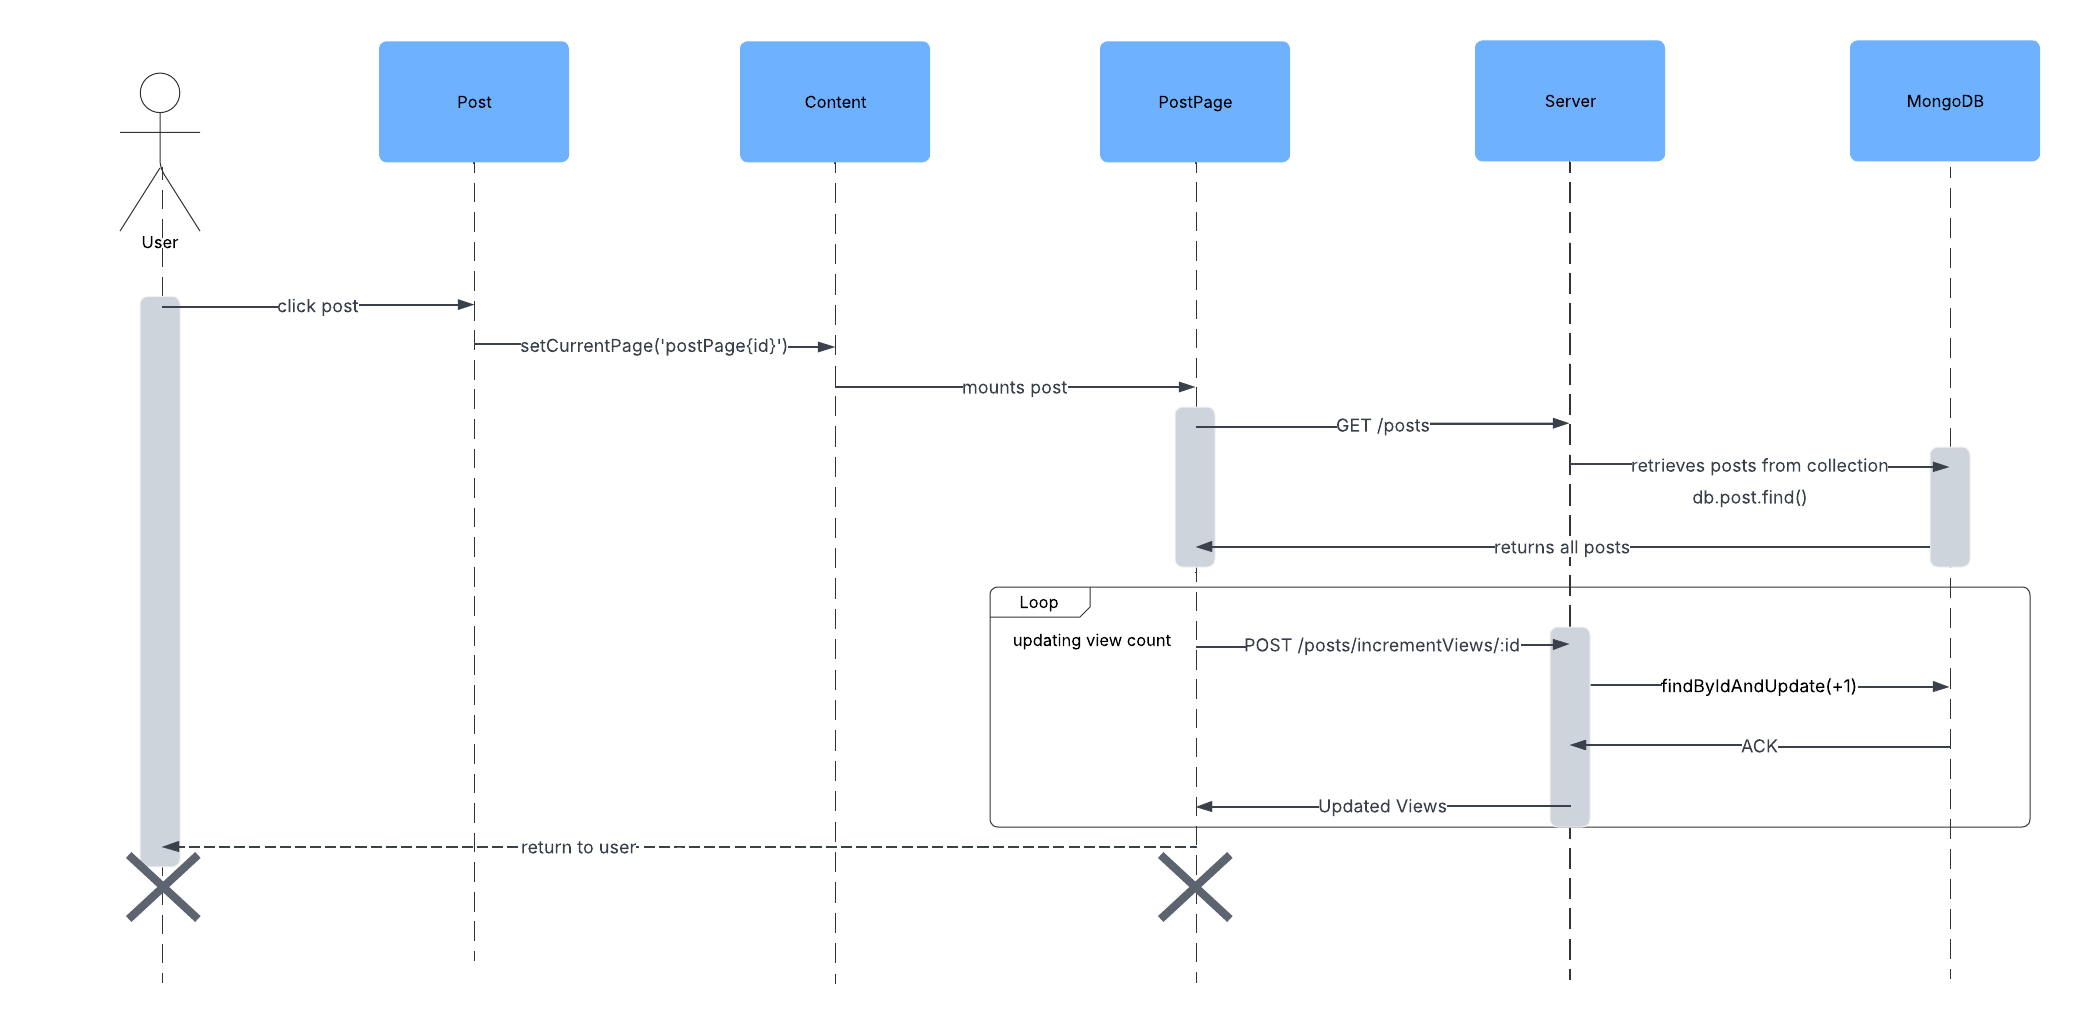 Post
Content
PostPage
Server
MongoDB
User
click post
setCurrentPage('postPage{id}')
mounts post
GET /posts
retrieves posts from collection
db.post.find()
returns all posts
Loop
updating view count
POST /posts/incrementViews/:id
findByIdAndUpdate(+1)
ACK
Updated Views
return to user